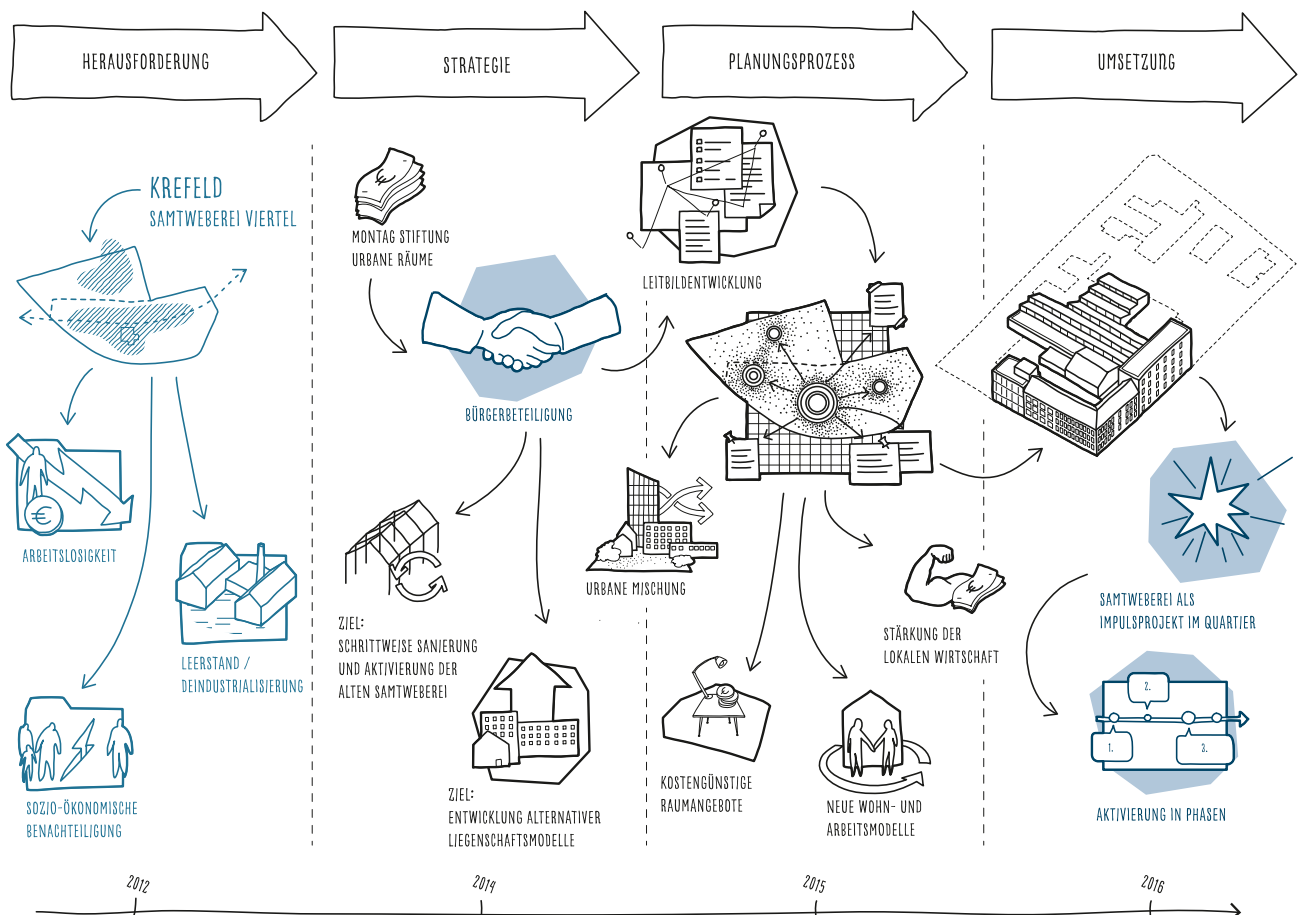 HERAUSFORDERUNG
STRATEGIE
PLANUNGSPROZESS
UMSETZUNG
KREFELD
SAMTWEBEREI VIERTEL
ARBEITSLOSIGKEIT
LEERSTAND /
DEINDUSTRIALISIERUNG
SOZIO-ÖKONOMISCHE
BENACHTEILIGUNG
MONTAG STIFTUNG
URBANE RÄUME
BÜRGERBETEILIGUNG
ZIEL:
SCHRITTWEISE SANIERUNG
UND AKTIVIERUNG DER
ALTEN SAMTWEBEREI
ZIEL:
ENTWICKLUNG ALTERNATIVER
LIEGENSCHAFTSMODELLE
LEITBILDENTWICKLUNG
URBANE MISCHUNG
STÄRKUNG DER
LOKALEN WIRTSCHAFT
KOSTENGÜNSTIGE
RAUMANGEBOTE
NEUE WOHN- UND
ARBEITSMODELLE
SAMTWEBEREI ALS
IMPULSPROJEKT IM QUARTIER
1.
2.
3.
AKTIVIERUNG IN PHASEN
2012
2014
2015
2016